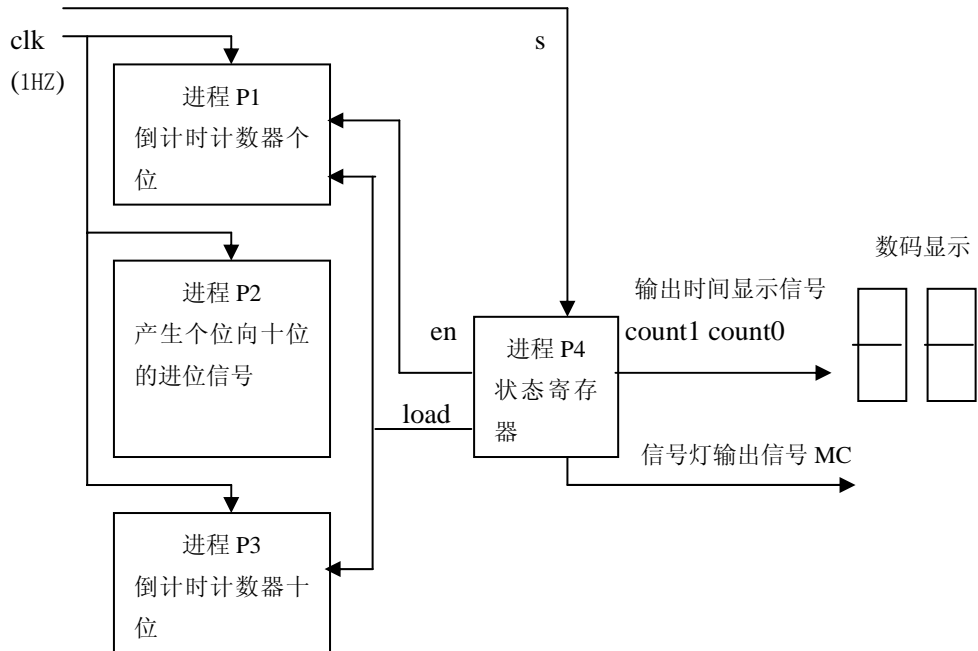 clk
s
(1HZ)
进程 P1
倒计时计数器个
位
进程 P2
产生个位向十位
的进位信号
进程 P3
倒计时计数器十
位
en
load
进程 P4
状态寄存
器
数码显示
输出时间显示信号
count1 count0
信号灯输出信号 MC